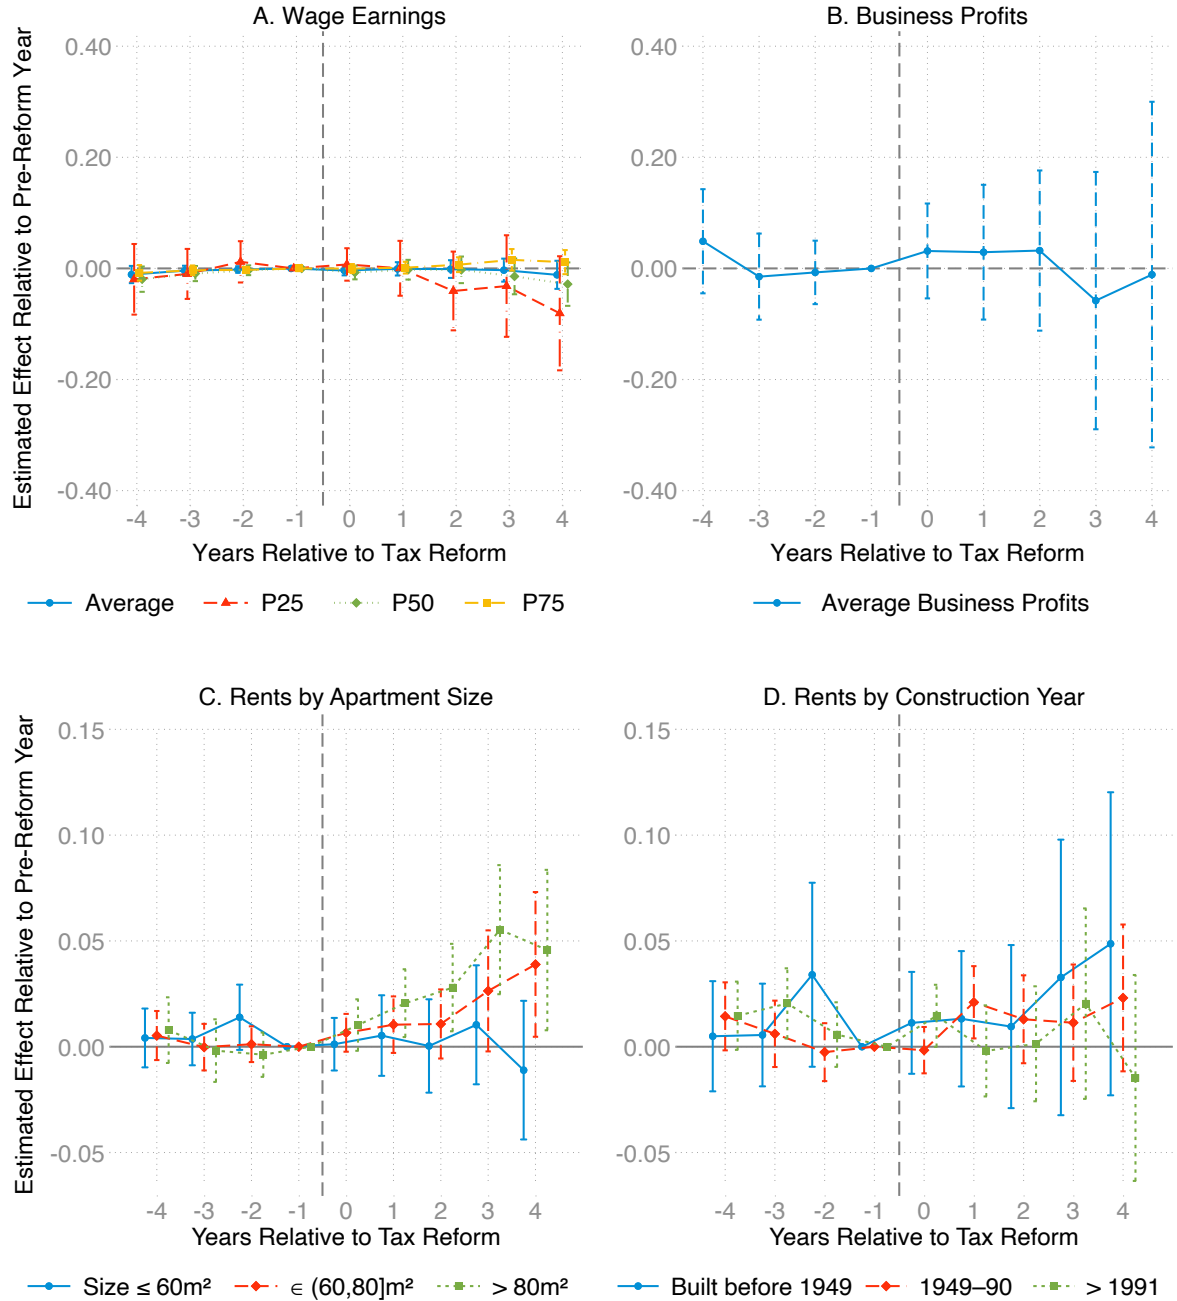 A. Wage Earnings
Estimated Effect Relative to Pre-Reform Year
0.40
0.20
0.00
-0.20
-0.40
-4 -3 -2 -1 0 1 2 3 4
Years Relative to Tax Reform
Average P25 P50 P75
B. Business Profits
0.40
0.20
0.00
-0.20
-0.40
-4 -3 -2 -1 0 1 2 3 4
Years Relative to Tax Reform
Average Business Profits
C. Rents by Apartment Size
Estimated Effect Relative to Pre-Reform Year
0.15
0.10
0.05
0.00
-0.05
-4 -3 -2 -1 0 1 2 3 4
Years Relative to Tax Reform
Size ≤ 60m² ∈ (60,80]m² > 80m²
D. Rents by Construction Year
0.15
0.10
0.05
0.00
-0.05
-4 -3 -2 -1 0 1 2 3 4
Years Relative to Tax Reform
Built before 1949 1949–90 > 1991